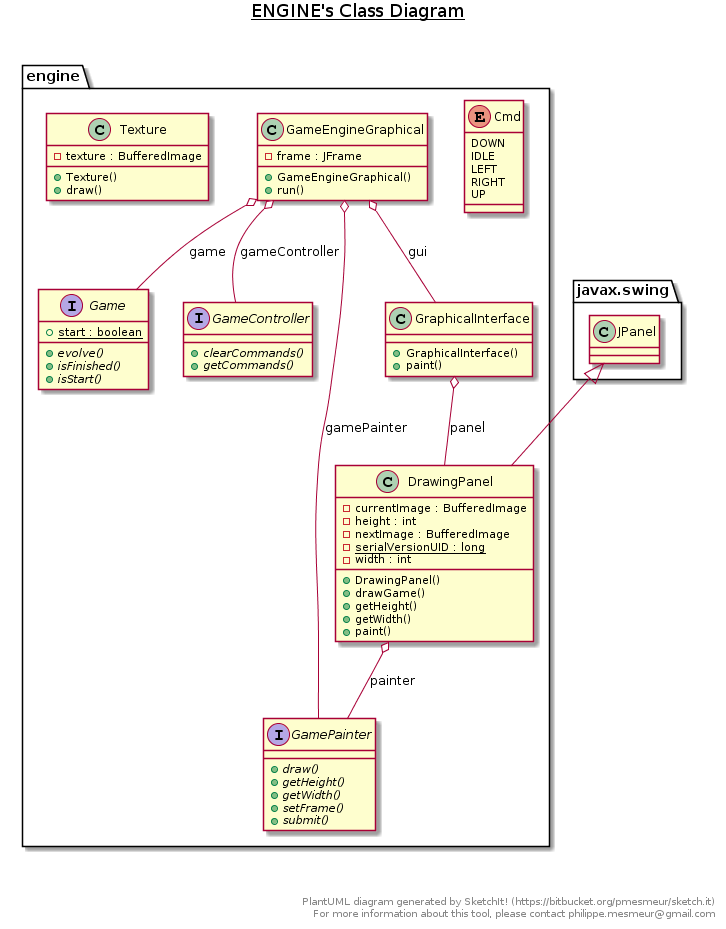 ENGINE's Class Diagram
engine
C Texture
texture : BufferedImage
Texture()
draw()
C GameEngineGraphical
frame : JFrame
GameEngineGraphical()
run()
E Cmd
DOWN
IDLE
LEFT
RIGHT
UP
game
gameController
gui
I Game
start : boolean
evolve()
isFinished()
isStart()
I GameController
clearCommands()
getCommands()
C GraphicalInterface
GraphicalInterface()
paint()
javax.swing
C JPanel
gamePainter
panel
C DrawingPanel
currentImage : BufferedImage
height : int
nextImage : BufferedImage
serialVersionUID : long
width : int
DrawingPanel()
drawGame()
getHeight()
getWidth()
paint()
painter
I GamePainter
draw()
getHeight()
getWidth()
setFrame()
submit()
PlantUML diagram generated by SketchIt! (https://bitbucket.org/pmesmeur/sketch.it)
For more information about this tool, please contact philippe.mesmeur@gmail.com